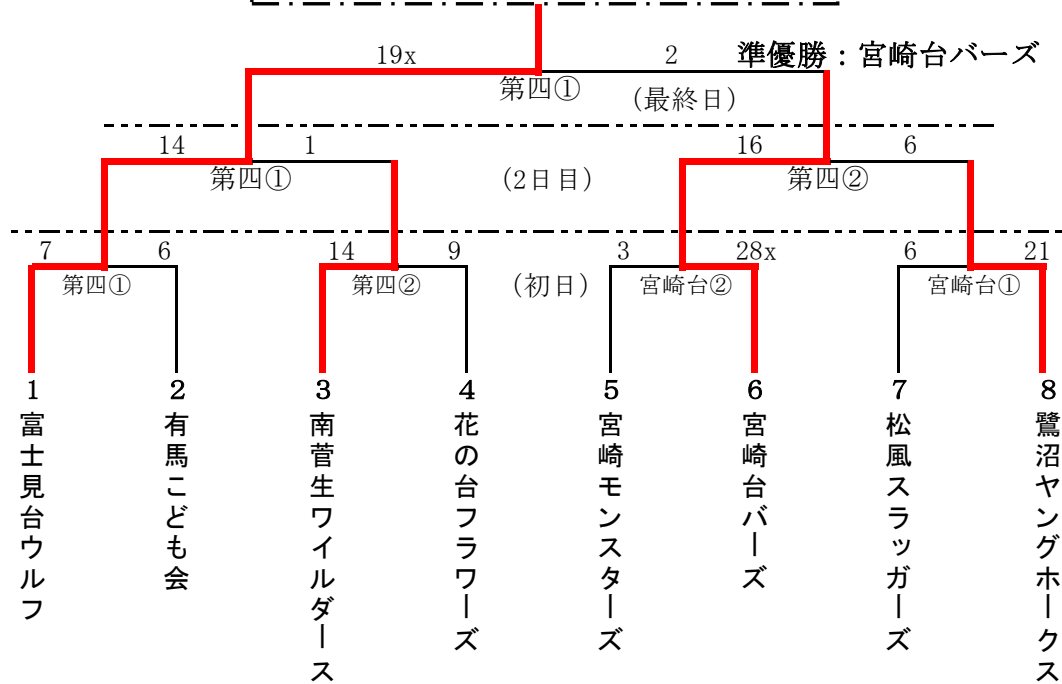 19x
2
準優勝：宮崎台バーズ
第四①
(最終日)
14
1
16
6
第四①
(2日目)
第四②
7
6
14
9
3
28x
6
21
第四①
第四②
(初日)
宮崎台②
宮崎台①
1
2
3
4
5
6
7
8
富士見台ウルフ
有馬こども会
南菅生ワイルダース
花の台フラワーズ
宮崎モンスターズ
宮崎台バーズ
松風スラッガーズ
鷺沼ヤングホークス